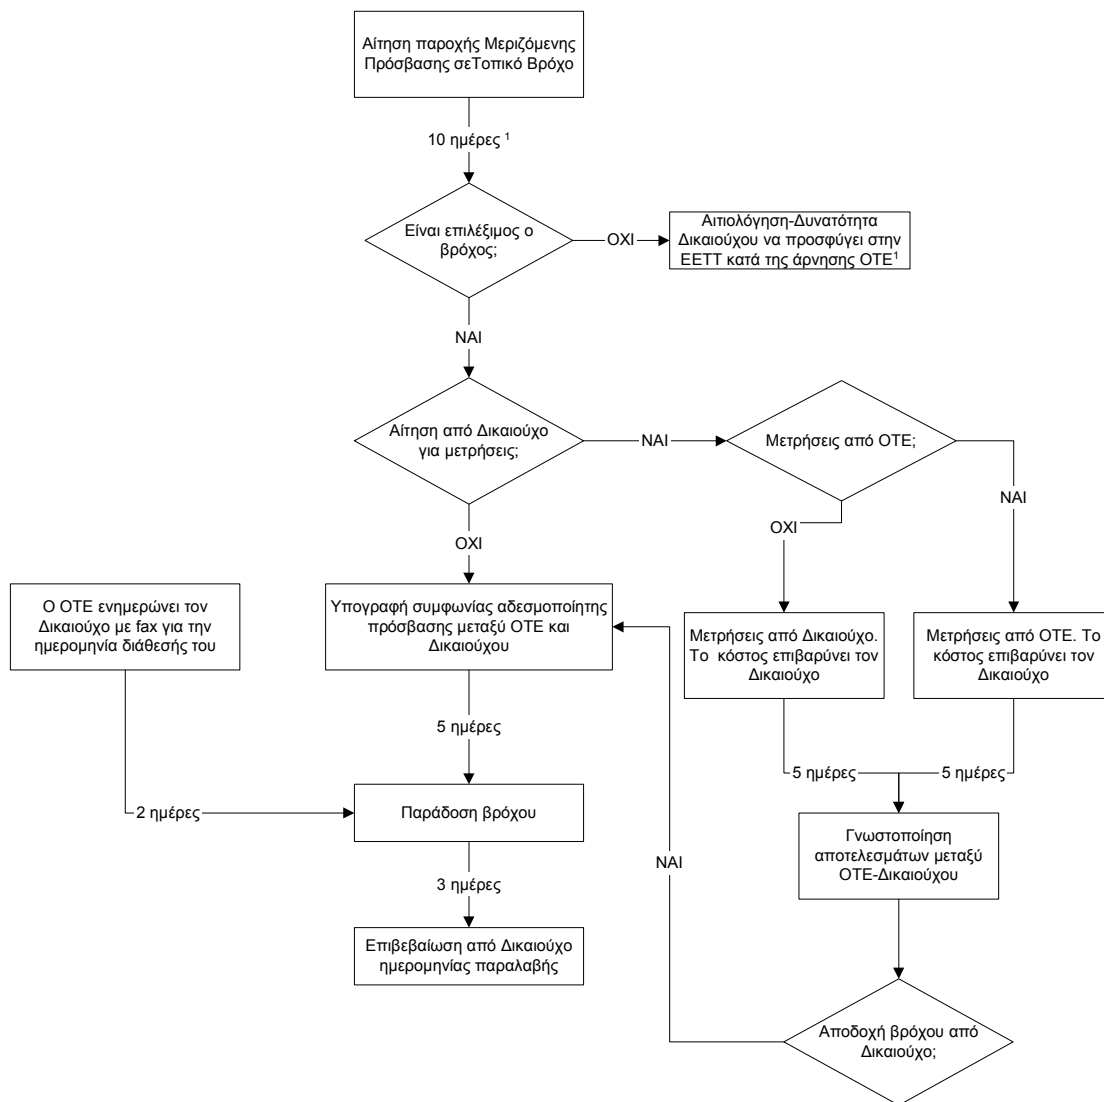 Αίτηση παροχής Μεριζόμενης
Πρόσβασης σεΤοπικό Βρόχο
10 ημέρες ¹
Είναι επιλέξιμος ο
βρόχος;
ΟΧΙ
Αιτιολόγηση-Δυνατότητα
Δικαιούχου να προσφύγει στην
ΕΕΤΤ κατά της άρνησης ΟΤΕ¹
ΝΑΙ
Αίτηση από Δικαιούχο
για μετρήσεις;
ΝΑΙ
Μετρήσεις από ΟΤΕ;
ΝΑΙ
ΟΧΙ
ΟΧΙ
Ο ΟΤΕ ενημερώνει τον
Δικαιούχο με fax για την
ημερομηνία διάθεσής του
Υπογραφή συμφωνίας αδεσμοποίητης
πρόσβασης μεταξύ ΟΤΕ και
Δικαιούχου
Μετρήσεις από Δικαιούχο.
Το κόστος επιβαρύνει τον
Δικαιούχο
Μετρήσεις από ΟΤΕ. Το
κόστος επιβαρύνει τον
Δικαιούχο
5 ημέρες
5 ημέρες
5 ημέρες
2 ημέρες
Παράδοση βρόχου
Γνωστοποίηση
αποτελεσμάτων μεταξύ
ΟΤΕ-Δικαιούχου
ΝΑΙ
3 ημέρες
Επιβεβαίωση από Δικαιούχο
ημερομηνίας παραλαβής
Αποδοχή βρόχου από
Δικαιούχο;